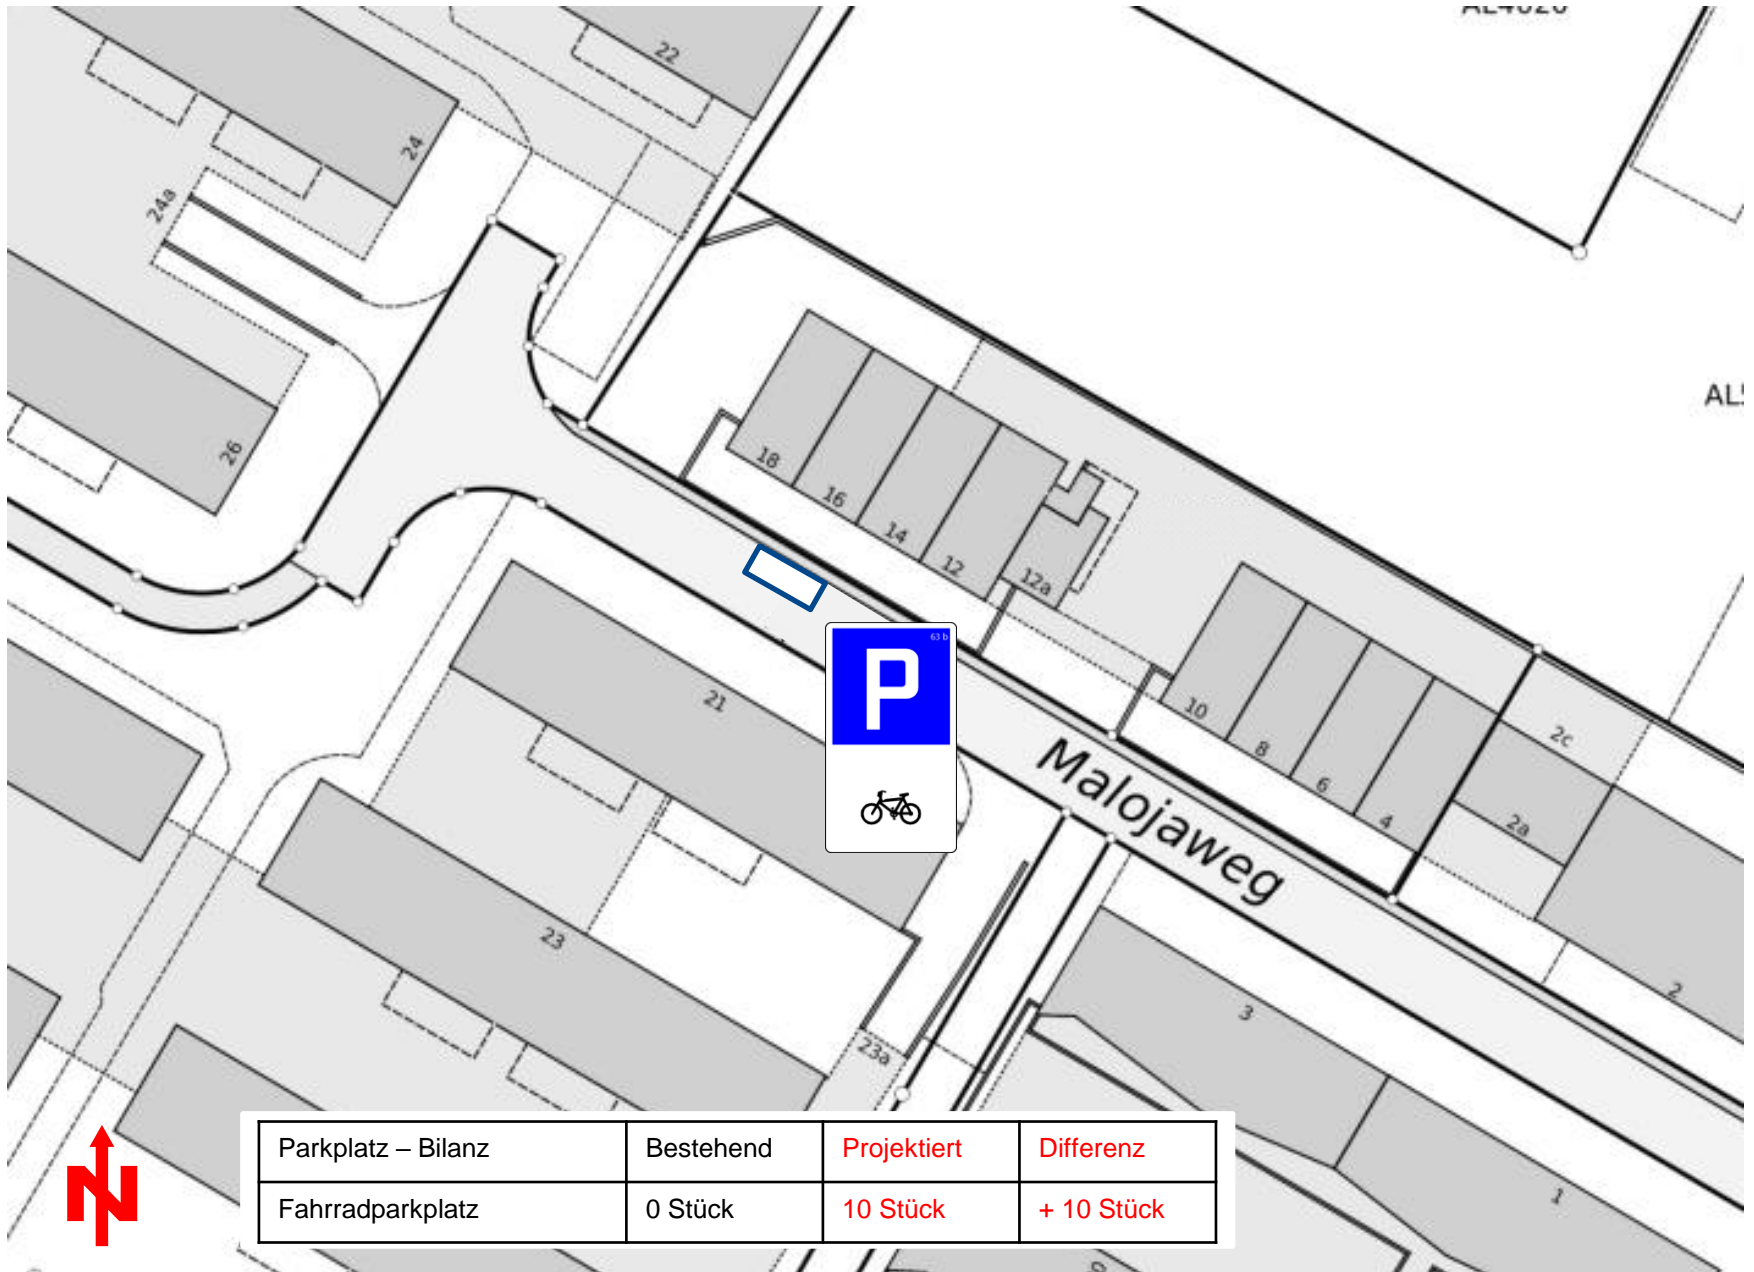 22
24
24a
26
18
16
14
12
12a
10
8
6
4
2c
2a
2
21
63 b
P
Malojaweg
23
23a
3
1
Parkplatz – Bilanz Bestehend Projektiert Differenz
Fahrradparkplatz 0 Stück 10 Stück + 10 Stück
N